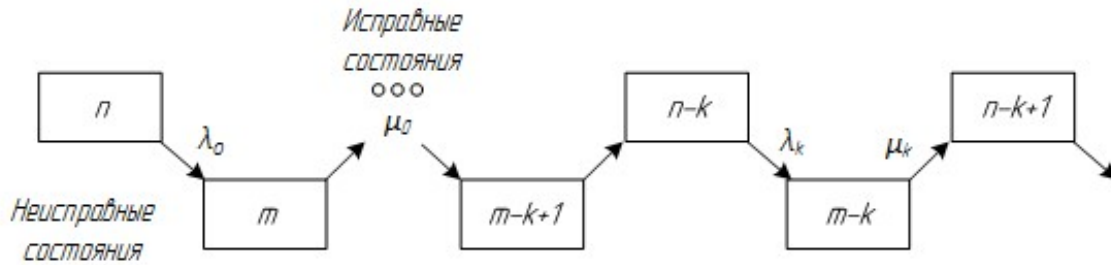 Исправные
состояния
n
n-k
n-k+1
λ₀
μ₀
λₖ
μₖ
Неисправные
состояния
m
m-k+1
m-k